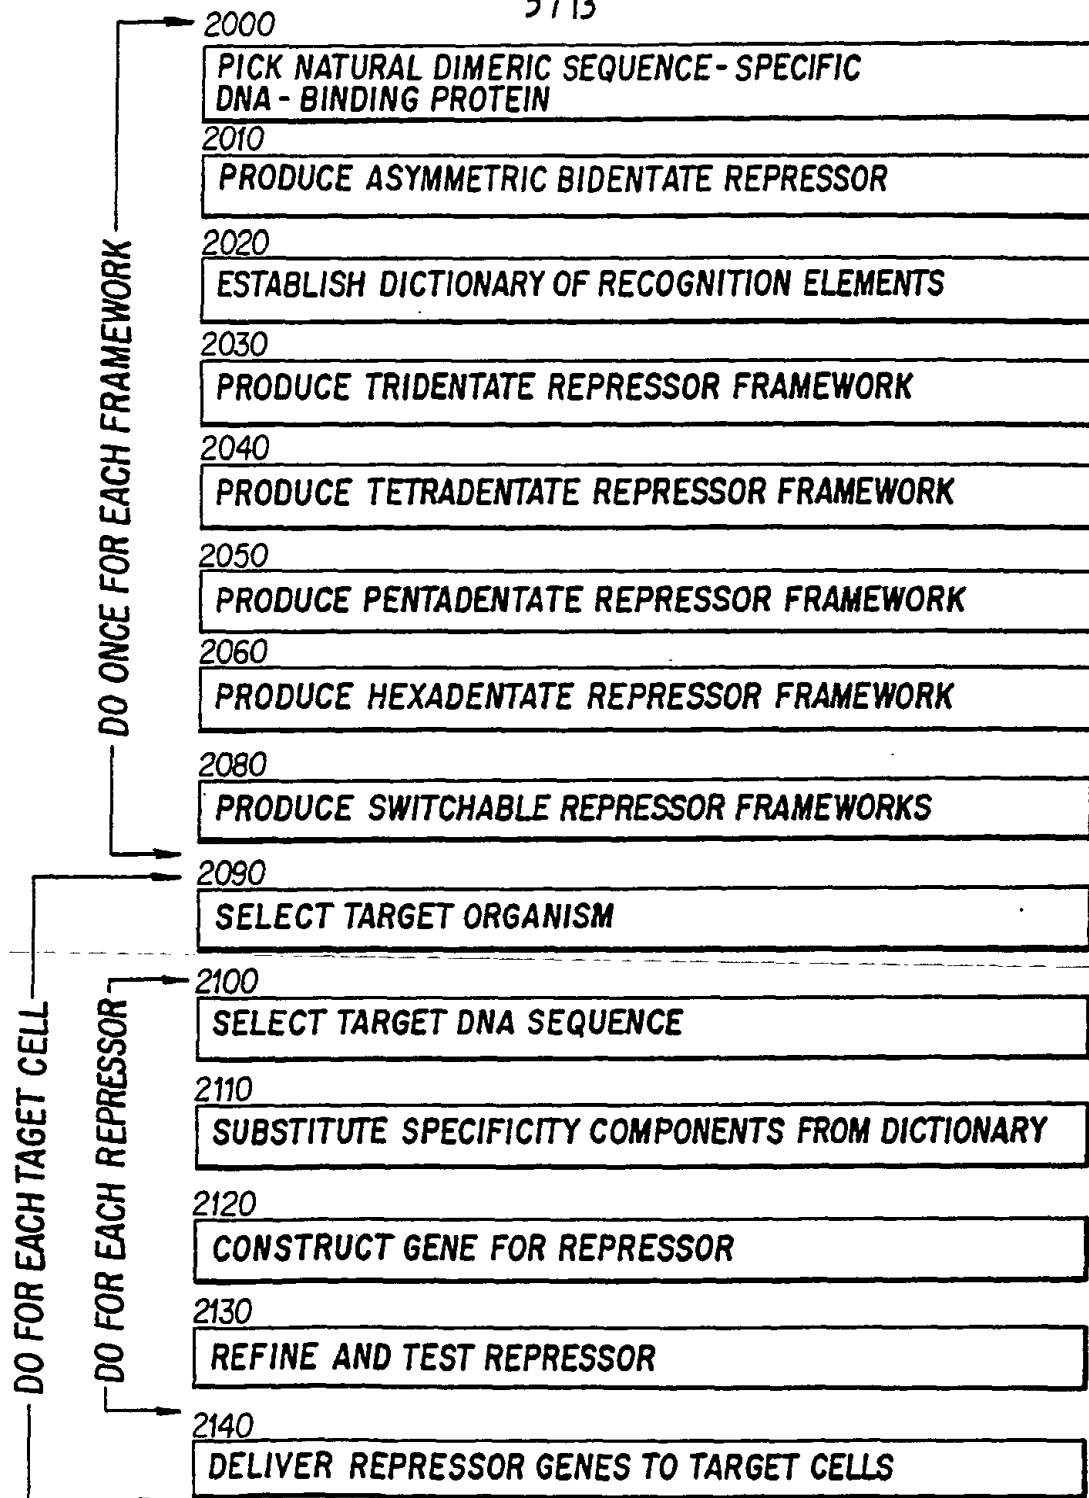 5/13
2000
PICK NATURAL DIMERIC SEQUENCE-SPECIFIC
DNA-BINDING PROTEIN
2010
PRODUCE ASYMMETRIC BIDENTATE REPRESSOR
2020
ESTABLISH DICTIONARY OF RECOGNITION ELEMENTS
2030
PRODUCE TRIDENTATE REPRESSOR FRAMEWORK
2040
PRODUCE TETRADENTATE REPRESSOR FRAMEWORK
2050
PRODUCE PENTADENTATE REPRESSOR FRAMEWORK
2060
PRODUCE HEXADENTATE REPRESSOR FRAMEWORK
2080
PRODUCE SWITCHABLE REPRESSOR FRAMEWORKS
DO ONCE FOR EACH FRAMEWORK
2090
SELECT TARGET ORGANISM
2100
SELECT TARGET DNA SEQUENCE
2110
SUBSTITUTE SPECIFICITY COMPONENTS FROM DICTIONARY
2120
CONSTRUCT GENE FOR REPRESSOR
2130
REFINE AND TEST REPRESSOR
2140
DELIVER REPRESSOR GENES TO TARGET CELLS
DO FOR EACH TAGET CELL
DO FOR EACH REPRESSOR